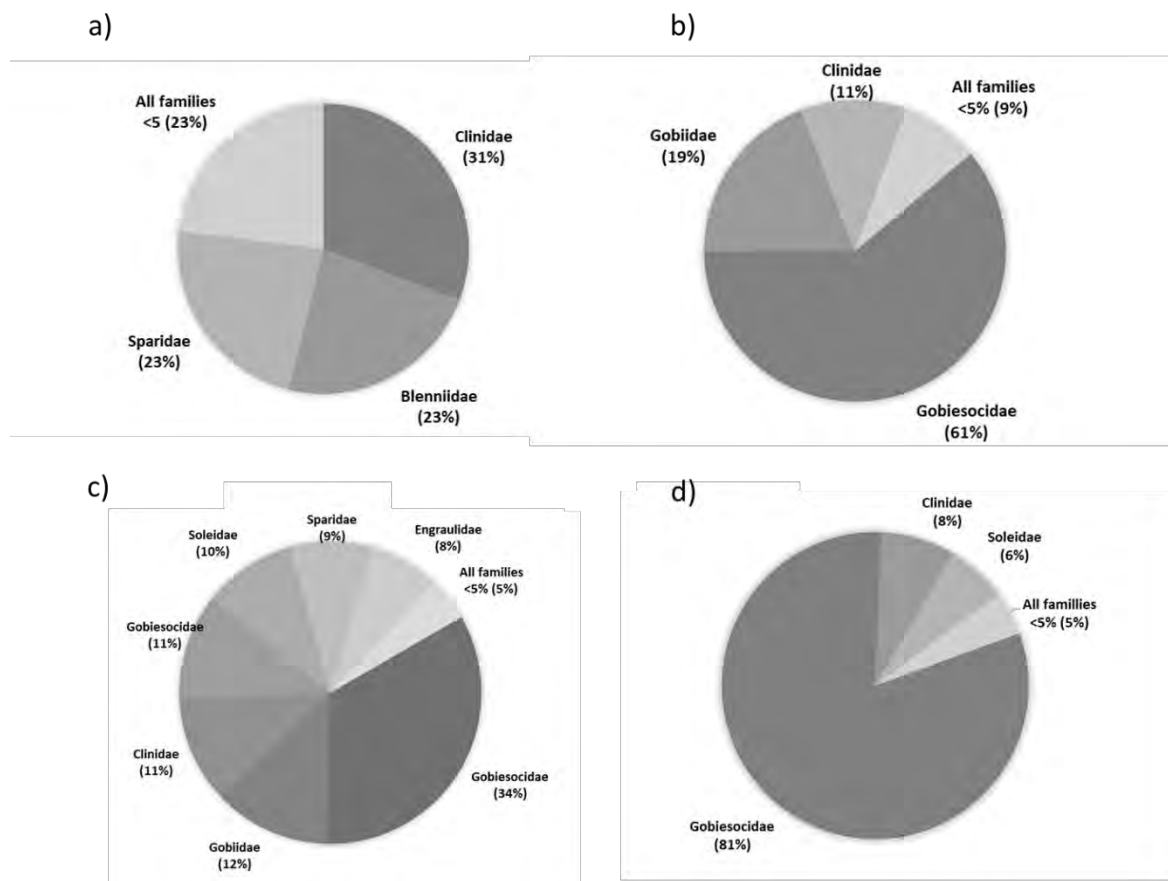 a)
All families
<5 (23%)
Clinidae
(31%)
Sparidae
(23%)
Blenniidae
(23%)
b)
Clinidae
(11%)
All families
<5% (9%)
Gobiidae
(19%)
Gobiesocidae
(61%)
c)
Sparidae
(9%)
Engraulidae
(8%)
Soleidae
(10%)
All families
<5% (5%)
Gobiesocidae
(11%)
Clinidae
(11%)
Gobiesocidae
(34%)
Gobiidae
(12%)
d)
Clinidae
(8%)
Soleidae
(6%)
All famillies
<5% (5%)
Gobiesocidae
(81%)